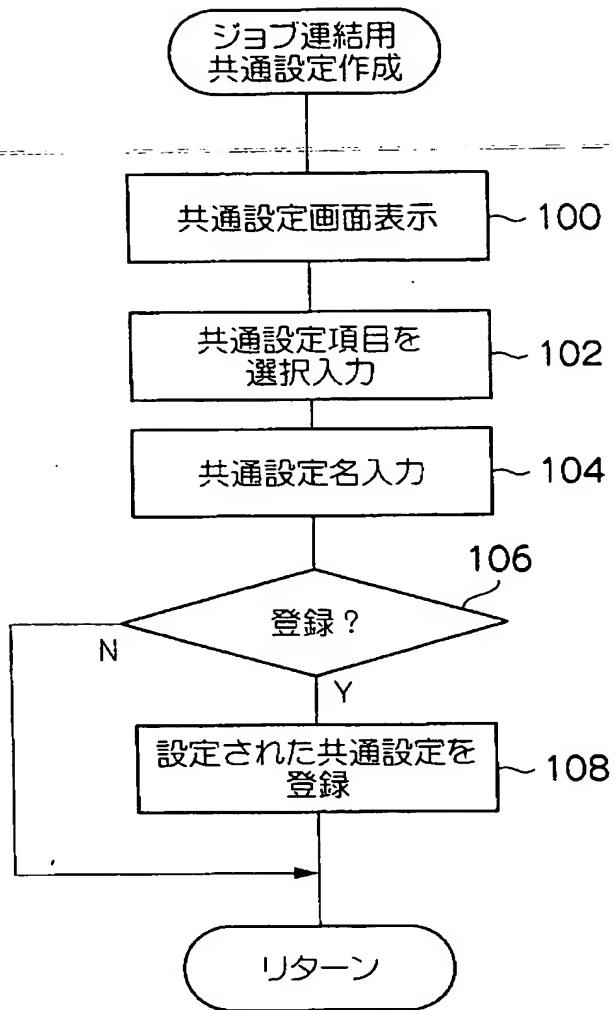 ジョブ連結用
共通設定作成
共通設定画面表示
100
共通設定項目を
選択入力
102
共通設定名入力
104
106
登録？
N
Y
設定された共通設定を
登録
108
リターン